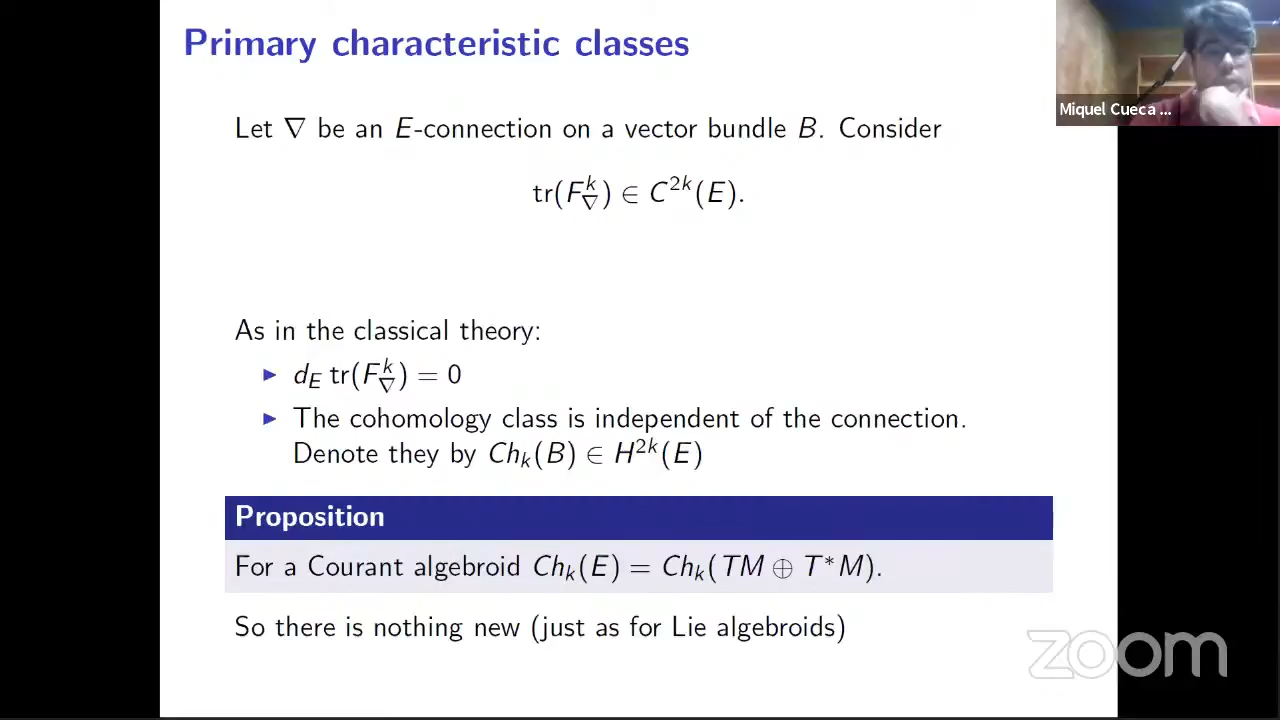 Primary characteristic classes
Miquel Cueca ...
Let ∇ be an E-connection on a vector bundle B. Consider
tr(F_∇^k) ∈ C^{2k}(E).
As in the classical theory:
▶ d_E tr(F_∇^k) = 0
▶ The cohomology class is independent of the connection.
Denote they by Ch_k(B) ∈ H^{2k}(E)
Proposition
For a Courant algebroid Ch_k(E) = Ch_k(TM ⊕ T*M).
So there is nothing new (just as for Lie algebroids)
zoom